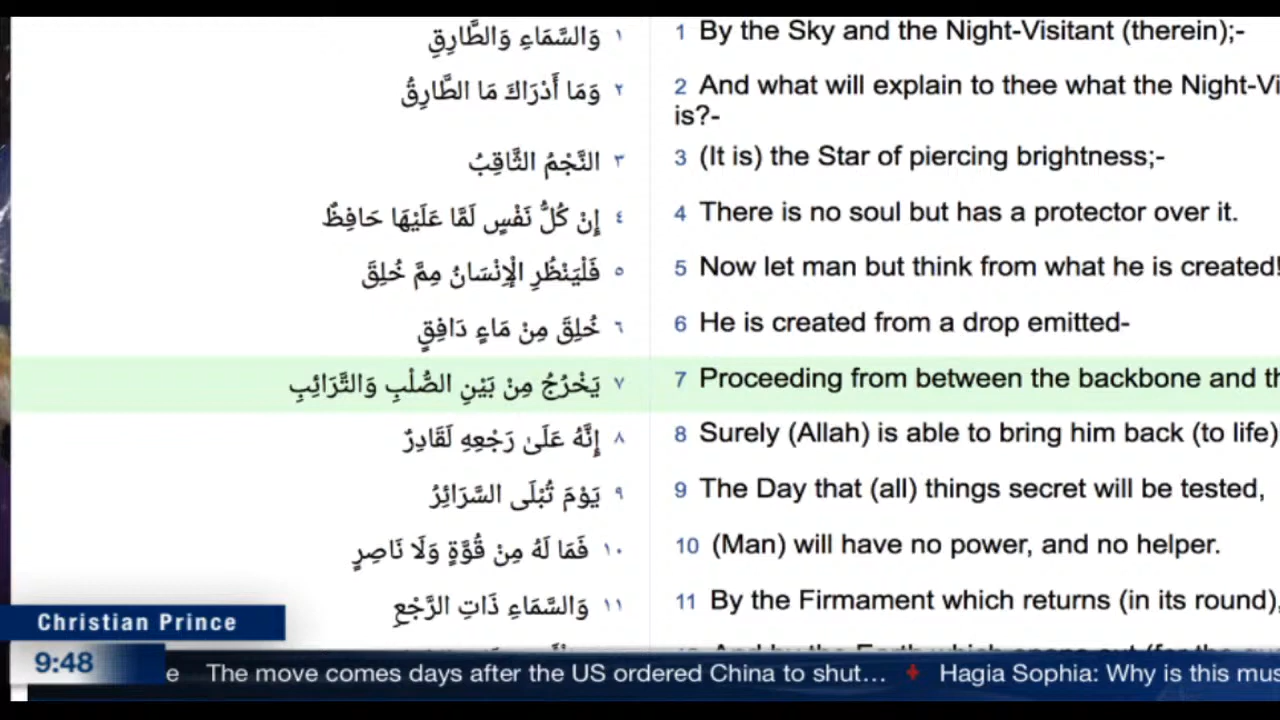 وَالسَّمَاءِ وَالطَّارِقِ ١
1 By the Sky and the Night-Visitant (therein);-
وَمَا أَدْرَاكَ مَا الطَّارِقُ ٢
2 And what will explain to thee what the Night-Vi
is?-
النَّجْمُ الثَّاقِبُ ٣
3 (It is) the Star of piercing brightness;-
إِنْ كُلُّ نَفْسٍ لَمَّا عَلَيْهَا حَافِظٌ ٤
4 There is no soul but has a protector over it.
فَلْيَنْظُرِ الْإِنْسَانُ مِمَّ خُلِقَ ٥
5 Now let man but think from what he is created!
خُلِقَ مِنْ مَاءٍ دَافِقٍ ٦
6 He is created from a drop emitted-
يَخْرُجُ مِنْ بَيْنِ الصُّلْبِ وَالتَّرَائِبِ ٧
7 Proceeding from between the backbone and th
إِنَّهُ عَلَىٰ رَجْعِهِ لَقَادِرٌ ٨
8 Surely (Allah) is able to bring him back (to life)
يَوْمَ تُبْلَى السَّرَائِرُ ٩
9 The Day that (all) things secret will be tested,
فَمَا لَهُ مِنْ قُوَّةٍ وَلَا نَاصِرٍ ١٠
10 (Man) will have no power, and no helper.
وَالسَّمَاءِ ذَاتِ الرَّجْعِ ١١
11 By the Firmament which returns (in its round),
Christian Prince
9:48
e The move comes days after the US ordered China to shut... Hagia Sophia: Why is this mus